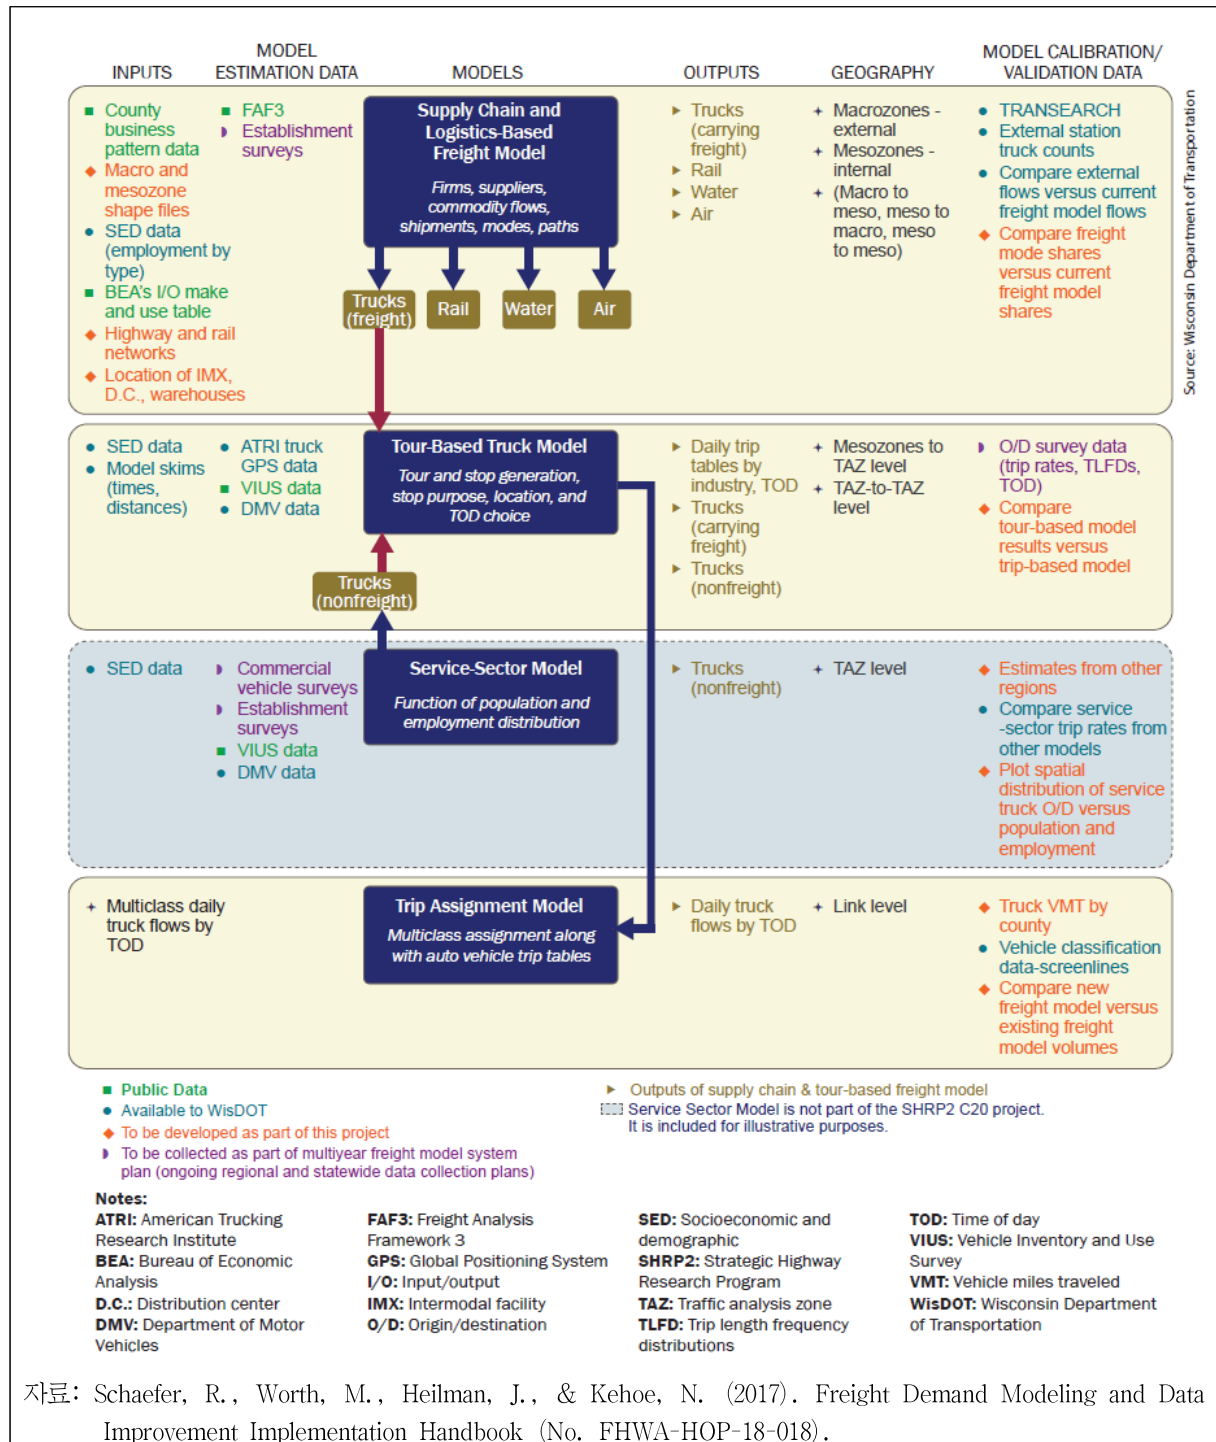 MODEL
MODEL CALIBRATION/
INPUTS
ESTIMATION DATA
MODELS
OUTPUTS
GEOGRAPHY
VALIDATION DATA
■ County
business
pattern data
◆ Macro and
mesozone
shape files
● SED data
(employment by
type)
■ BEA's I/O make
and use table
◆ Highway and rail
networks
◆ Location of IMX,
D.C., warehouses
■ FAF3
◗ Establishment
surveys
Supply Chain and
Logistics-Based
Freight Model
Firms, suppliers,
commodity flows,
shipments, modes, paths
Trucks
(freight)
Rail
Water
Air
► Trucks
(carrying
freight)
► Rail
► Water
► Air
✦ Macrozones -
external
✦ Mesozones -
internal
✦ (Macro to
meso, meso to
macro, meso
to meso)
● TRANSEARCH
● External station
truck counts
● Compare external
flows versus current
freight model flows
◆ Compare freight
mode shares
versus current
freight model
shares
Source: Wisconsin Department of Transportation
● SED data
● Model skims
(times,
distances)
● ATRI truck
GPS data
■ VIUS data
● DMV data
Tour-Based Truck Model
Tour and stop generation,
stop purpose, location, and
TOD choice
Trucks
(nonfreight)
► Daily trip
tables by
industry, TOD
► Trucks
(carrying
freight)
► Trucks
(nonfreight)
✦ Mesozones to
TAZ level
✦ TAZ-to-TAZ
level
◗ O/D survey data
(trip rates, TLFDs,
TOD)
◆ Compare
tour-based model
results versus
trip-based model
● SED data
◗ Commercial
vehicle surveys
◗ Establishment
surveys
■ VIUS data
● DMV data
Service-Sector Model
Function of population and
employment distribution
► Trucks
(nonfreight)
✦ TAZ level
◆ Estimates from other
regions
● Compare service
-sector trip rates from
other models
◆ Plot spatial
distribution of service
truck O/D versus
population and
employment
✦ Multiclass daily
truck flows by
TOD
Trip Assignment Model
Multiclass assignment along
with auto vehicle trip tables
► Daily truck
flows by TOD
✦ Link level
◆ Truck VMT by
county
● Vehicle classification
data-screenlines
◆ Compare new
freight model versus
existing freight
model volumes
■ Public Data
● Available to WisDOT
◆ To be developed as part of this project
◗ To be collected as part of multiyear freight model system
plan (ongoing regional and statewide data collection plans)
► Outputs of supply chain & tour-based freight model
Service Sector Model is not part of the SHRP2 C20 project.
It is included for illustrative purposes.
Notes:
ATRI: American Trucking
Research Institute
BEA: Bureau of Economic
Analysis
D.C.: Distribution center
DMV: Department of Motor
Vehicles
FAF3: Freight Analysis
Framework 3
GPS: Global Positioning System
I/O: Input/output
IMX: Intermodal facility
O/D: Origin/destination
SED: Socioeconomic and
demographic
SHRP2: Strategic Highway
Research Program
TAZ: Traffic analysis zone
TLFD: Trip length frequency
distributions
TOD: Time of day
VIUS: Vehicle Inventory and Use
Survey
VMT: Vehicle miles traveled
WisDOT: Wisconsin Department
of Transportation
자료: Schaefer, R., Worth, M., Heilman, J., & Kehoe, N. (2017). Freight Demand Modeling and Data
Improvement Implementation Handbook (No. FHWA-HOP-18-018).